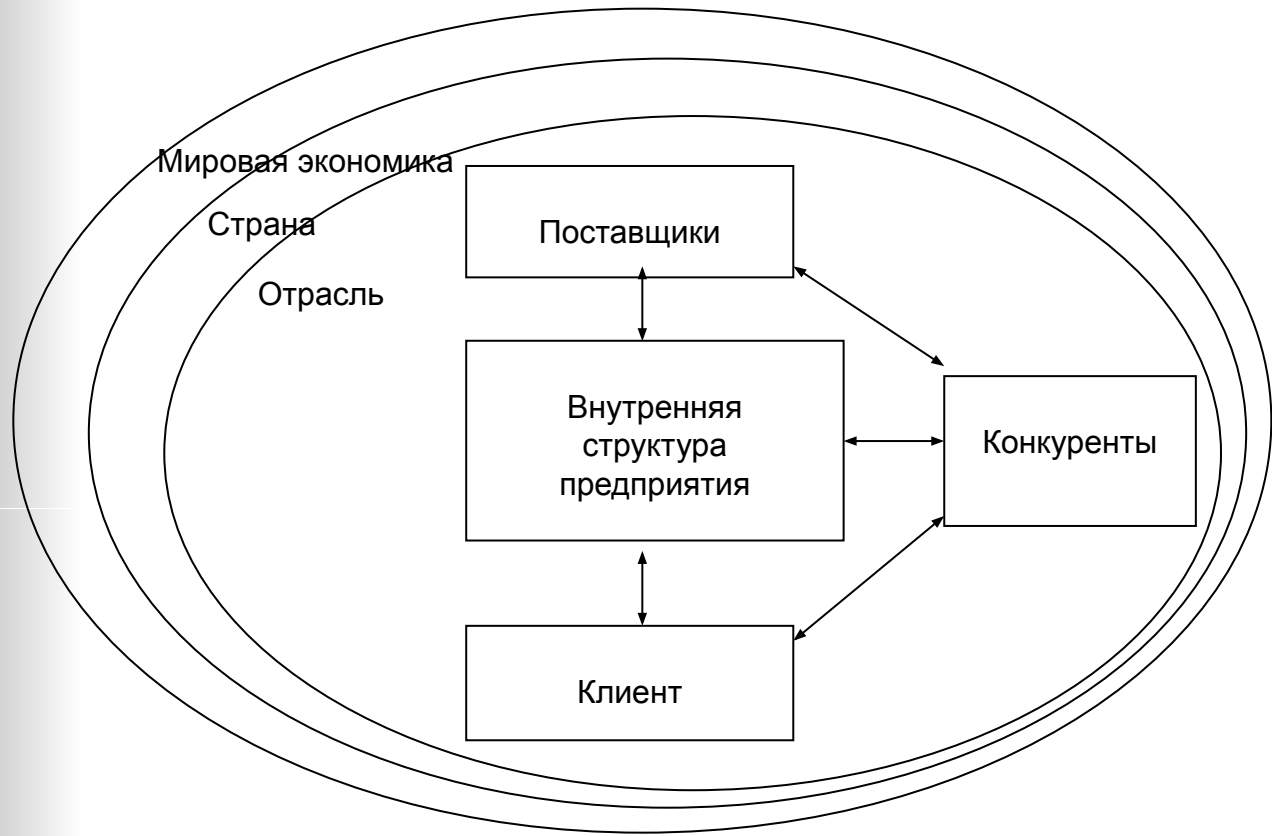 Мировая экономика
Страна
Поставщики
Отрасль
Внутренняя
структура
предприятия
Конкуренты
Клиент